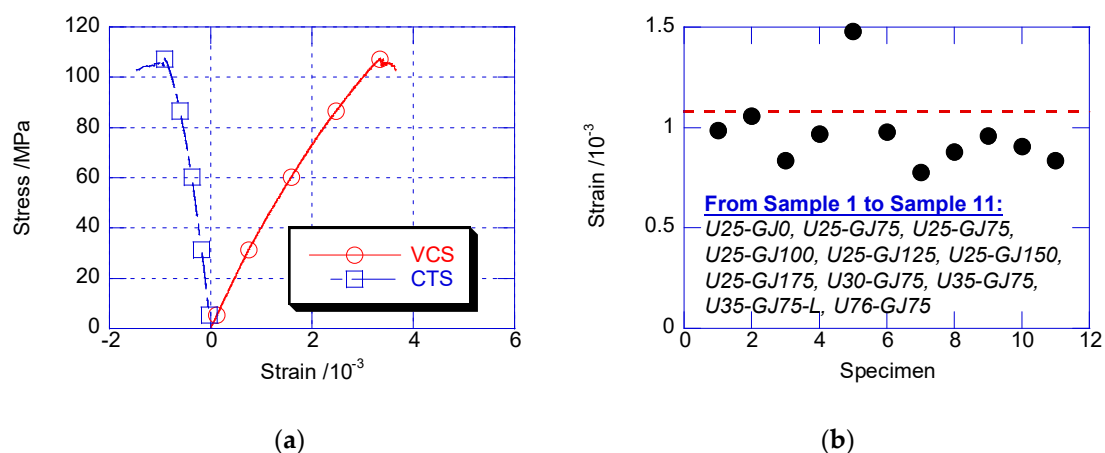 120
100
80
60
40
20
0
Stress /MPa
VCS
CTS
-2 0 2 4 6
Strain /10⁻³
(a)
1.5
1
0.5
0
Strain /10⁻³
From Sample 1 to Sample 11:
U25-GJ0, U25-GJ75, U25-GJ75,
U25-GJ100, U25-GJ125, U25-GJ150,
U25-GJ175, U30-GJ75, U35-GJ75,
U35-GJ75-L, U76-GJ75
0 2 4 6 8 10 12
Specimen
(b)